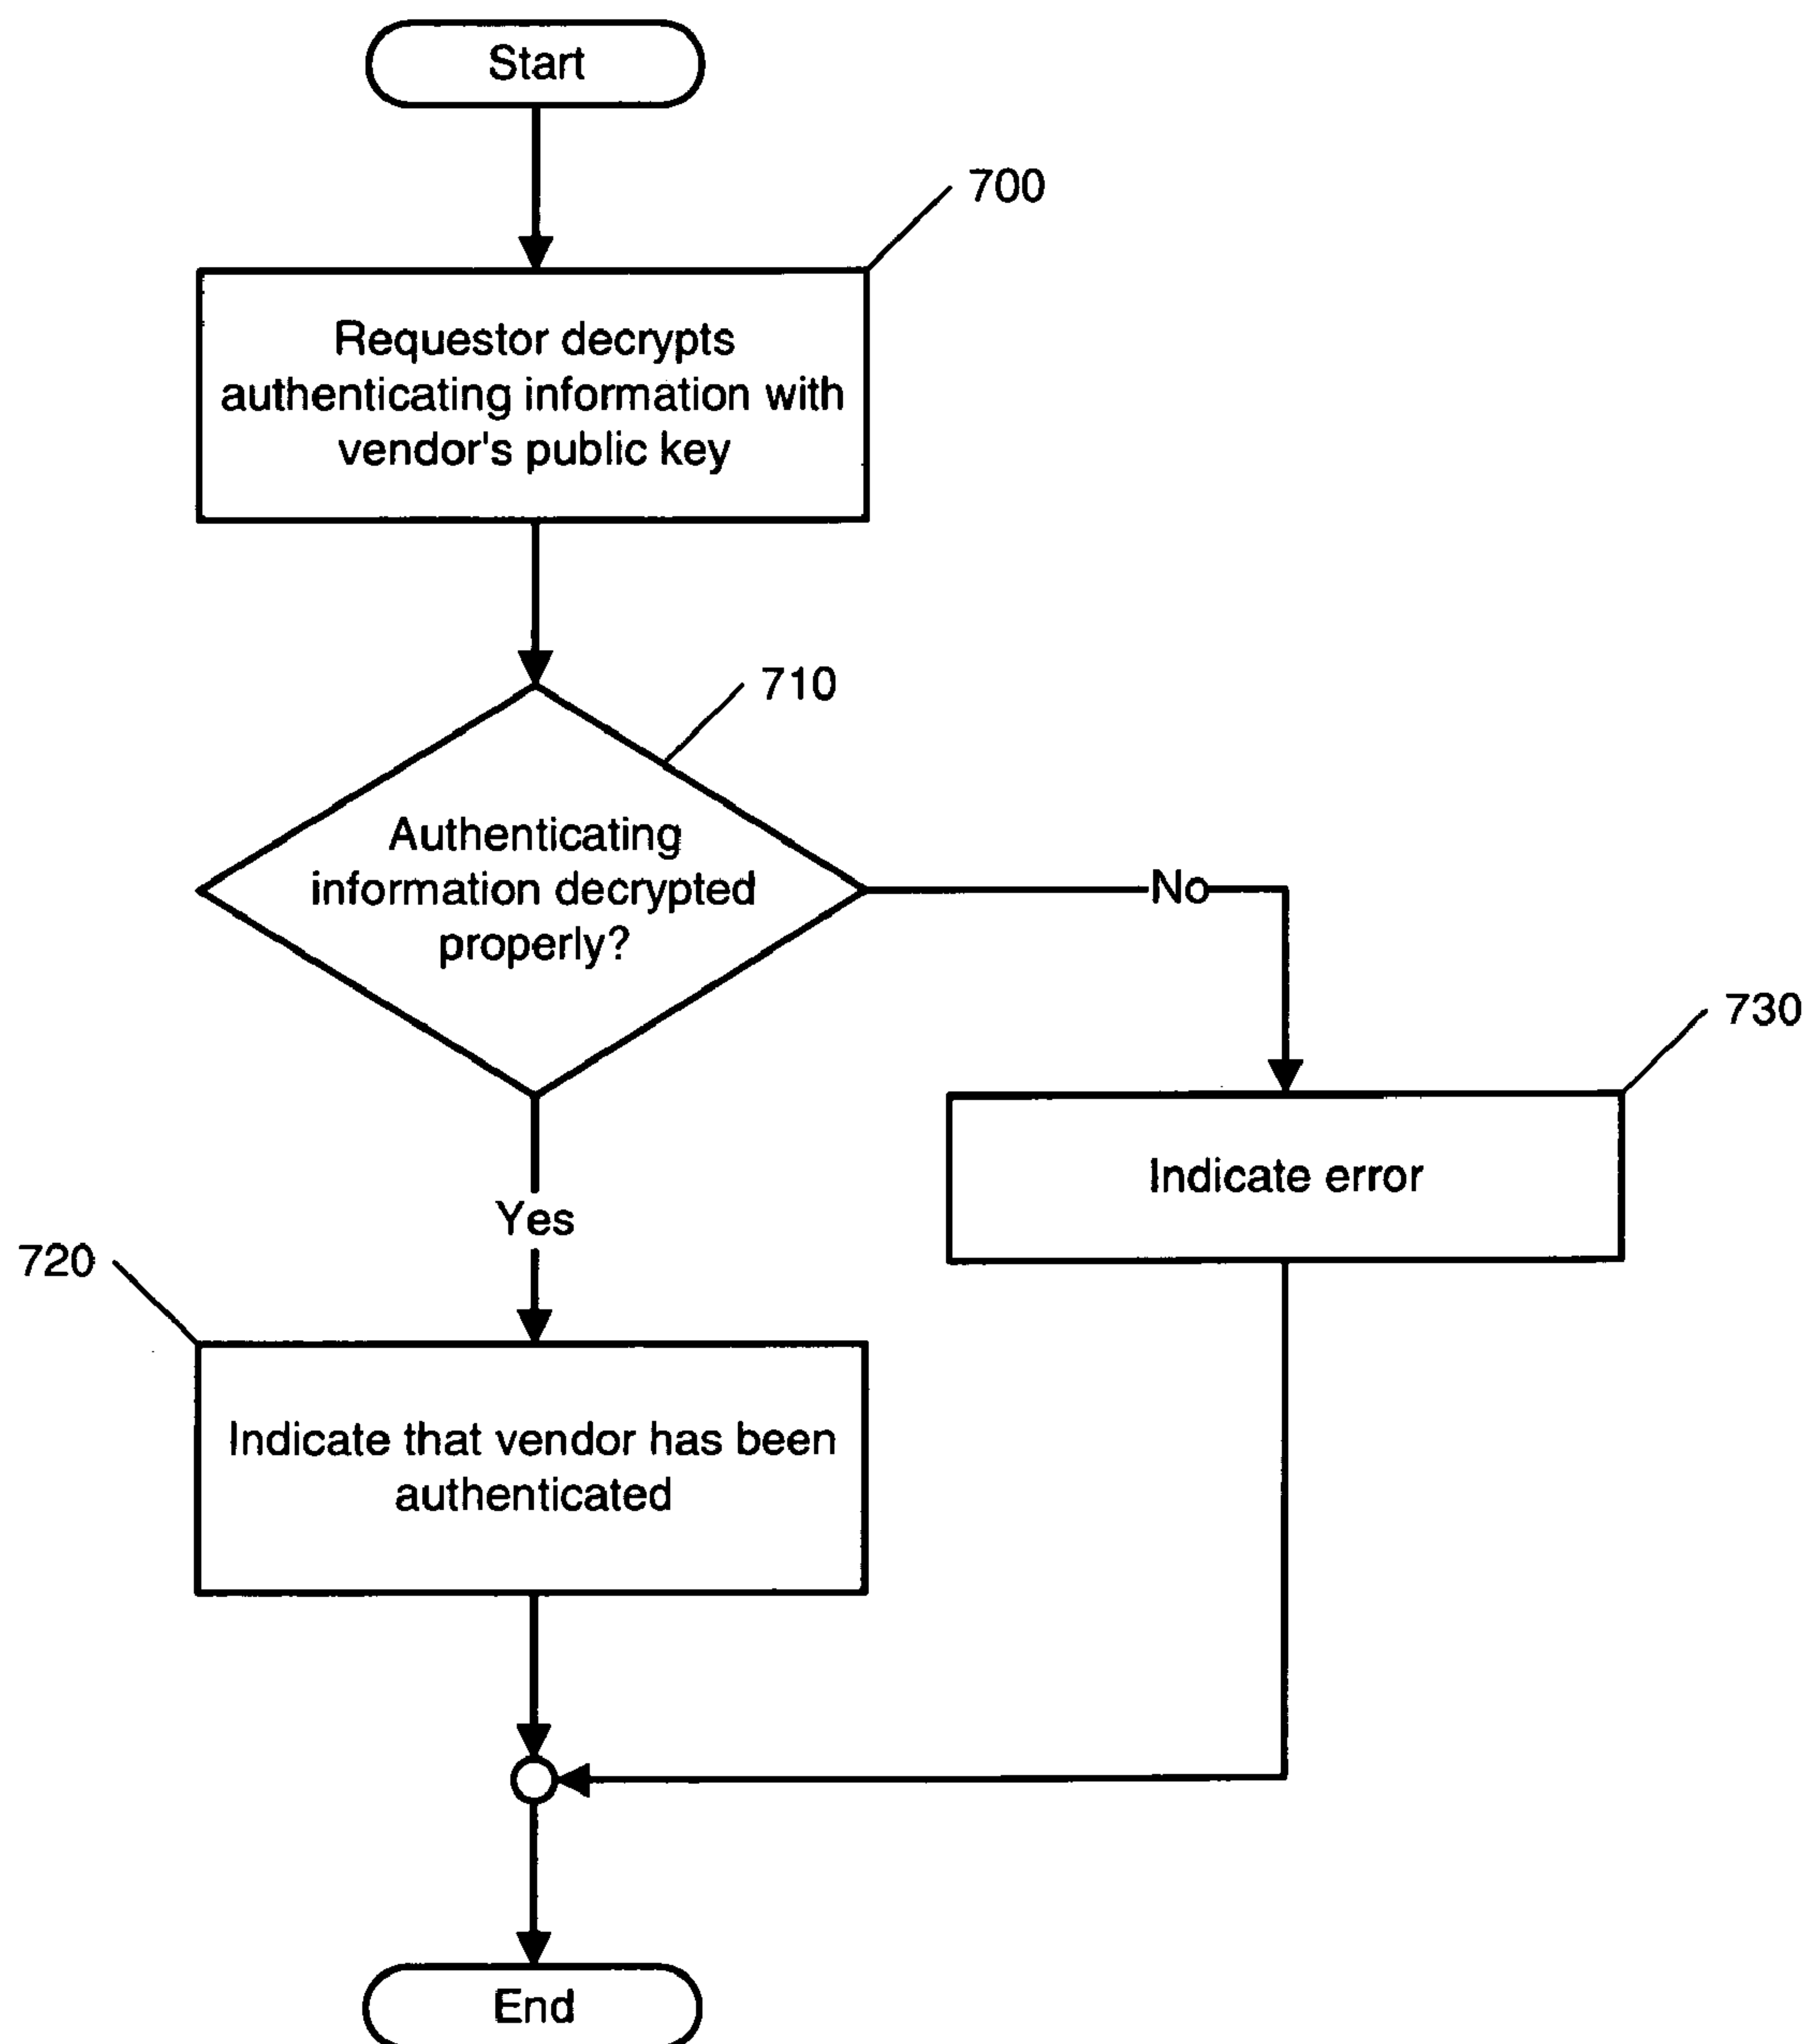 Start
700
Requestor decrypts
authenticating information with
vendor's public key
710
Authenticating
information decrypted
properly?
No
730
Indicate error
Yes
720
Indicate that vendor has been
authenticated
End